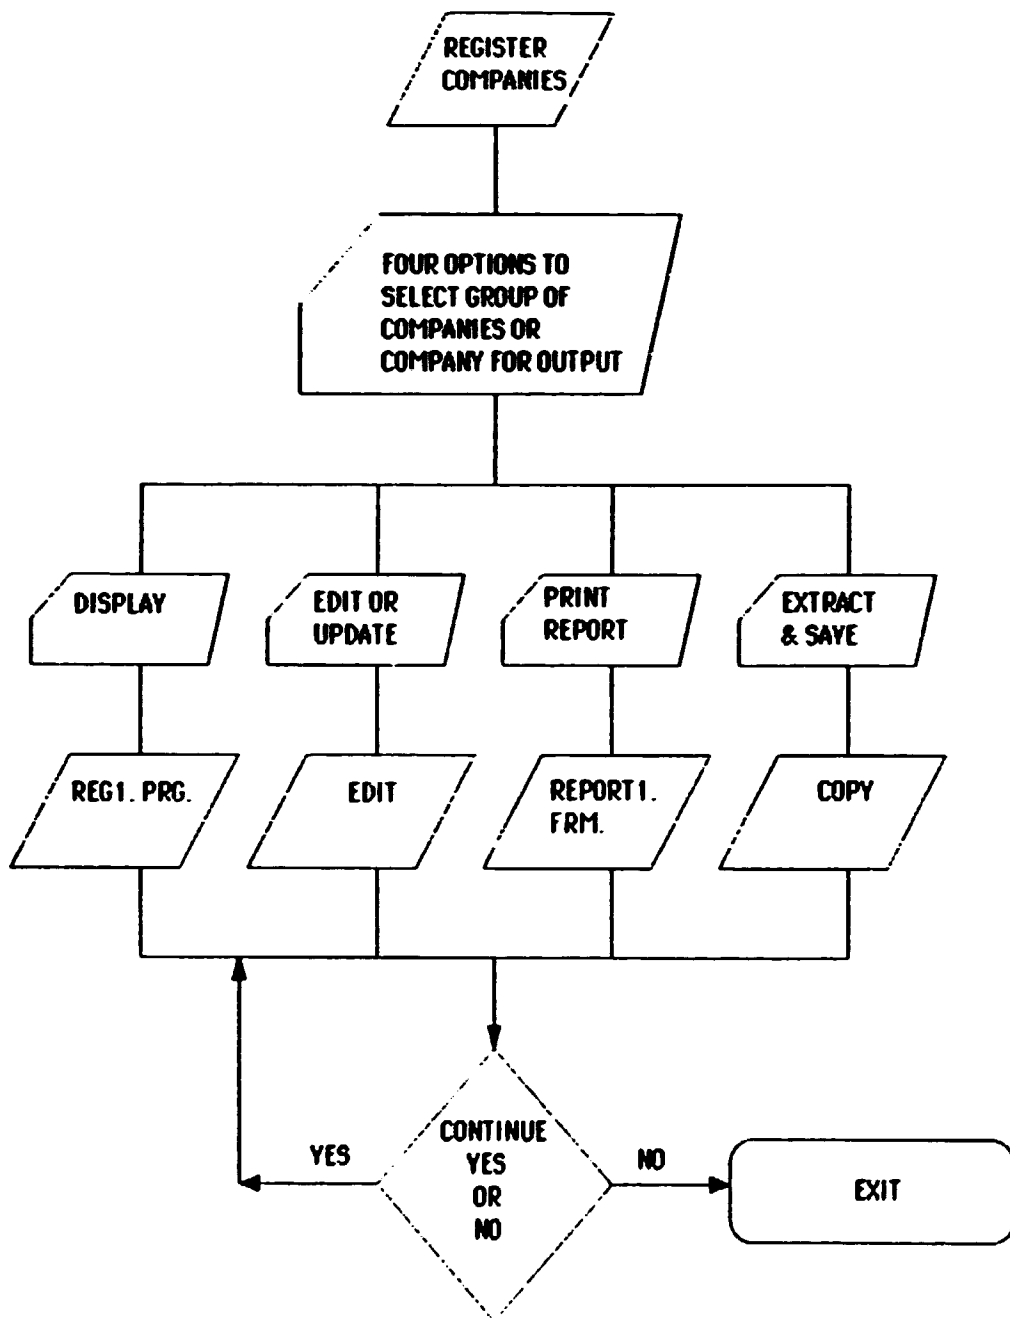 REGISTER
COMPANIES
FOUR OPTIONS TO
SELECT GROUP OF
COMPANIES OR
COMPANY FOR OUTPUT
DISPLAY
EDIT OR
UPDATE
PRINT
REPORT
EXTRACT
& SAVE
REG1. PRG.
EDIT
REPORT1.
FRM.
COPY
CONTINUE
YES
OR
NO
YES
NO
EXIT